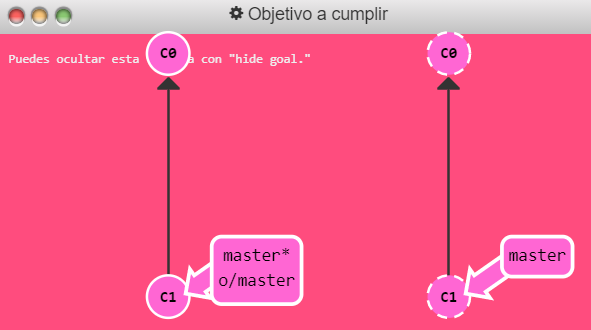 Objetivo a cumplir
C0
C0
Puedes ocultar esta a con "hide goal."
master*
o/master
master
C1
C1